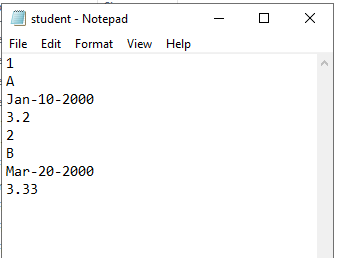 student - Notepad
File Edit Format View Help
1
A
Jan-10-2000
3.2
2
B
Mar-20-2000
3.33